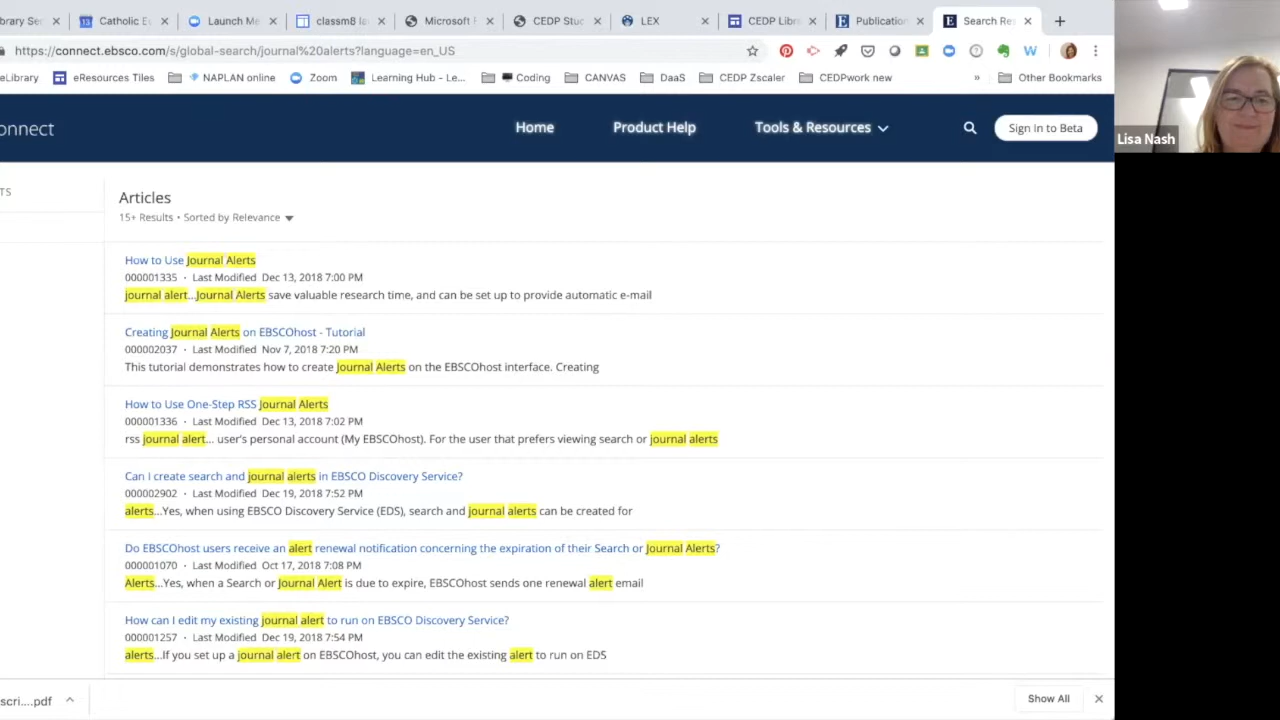 brary Ser
Catholic E
Launch Me
classm8 la
Microsoft F
CEDP Stuc
LEX
CEDP Libr
Publication
Search Res
https://connect.ebsco.com/s/global-search/journal%20alerts?language=en_US
eLibrary
eResources Tiles
NAPLAN online
Zoom
Learning Hub - Le...
Coding
CANVAS
DaaS
CEDP Zscaler
CEDPwork new
»
Other Bookmarks
onnect
Home
Product Help
Tools & Resources
Sign In to Beta
Lisa Nash
TS
Articles
15+ Results • Sorted by Relevance
How to Use Journal Alerts
000001335 · Last Modified Dec 13, 2018 7:00 PM
journal alert...Journal Alerts save valuable research time, and can be set up to provide automatic e-mail
Creating Journal Alerts on EBSCOhost - Tutorial
000002037 · Last Modified Nov 7, 2018 7:20 PM
This tutorial demonstrates how to create Journal Alerts on the EBSCOhost interface. Creating
How to Use One-Step RSS Journal Alerts
000001336 · Last Modified Dec 13, 2018 7:02 PM
rss journal alert... user's personal account (My EBSCOhost). For the user that prefers viewing search or journal alerts
Can I create search and journal alerts in EBSCO Discovery Service?
000002902 · Last Modified Dec 19, 2018 7:52 PM
alerts...Yes, when using EBSCO Discovery Service (EDS), search and journal alerts can be created for
Do EBSCOhost users receive an alert renewal notification concerning the expiration of their Search or Journal Alerts?
000001070 · Last Modified Oct 17, 2018 7:08 PM
Alerts...Yes, when a Search or Journal Alert is due to expire, EBSCOhost sends one renewal alert email
How can I edit my existing journal alert to run on EBSCO Discovery Service?
000001257 · Last Modified Dec 19, 2018 7:54 PM
alerts...If you set up a journal alert on EBSCOhost, you can edit the existing alert to run on EDS
scri....pdf
Show All